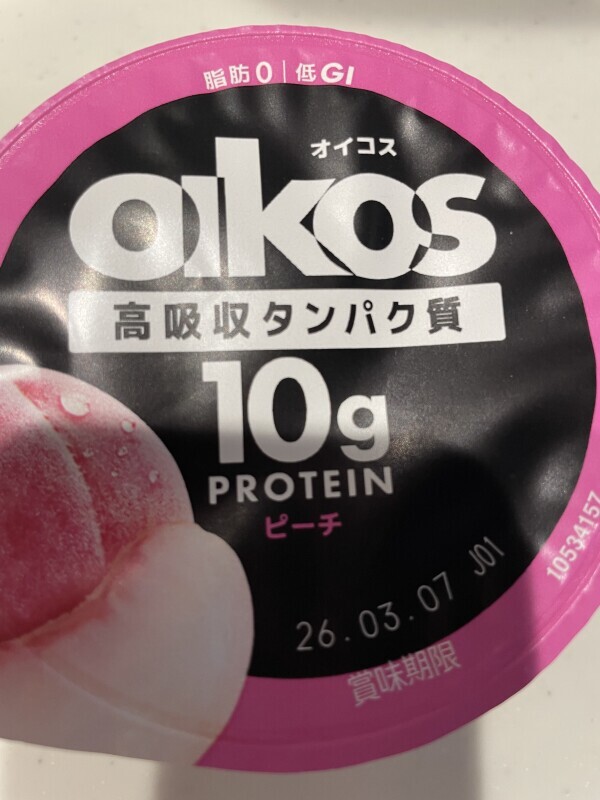 脂肪0|低GI
オイコス
oikos
高吸収タンパク質
10g
PROTEIN
ピーチ
26.03.07 J01
賞味期限
10534157